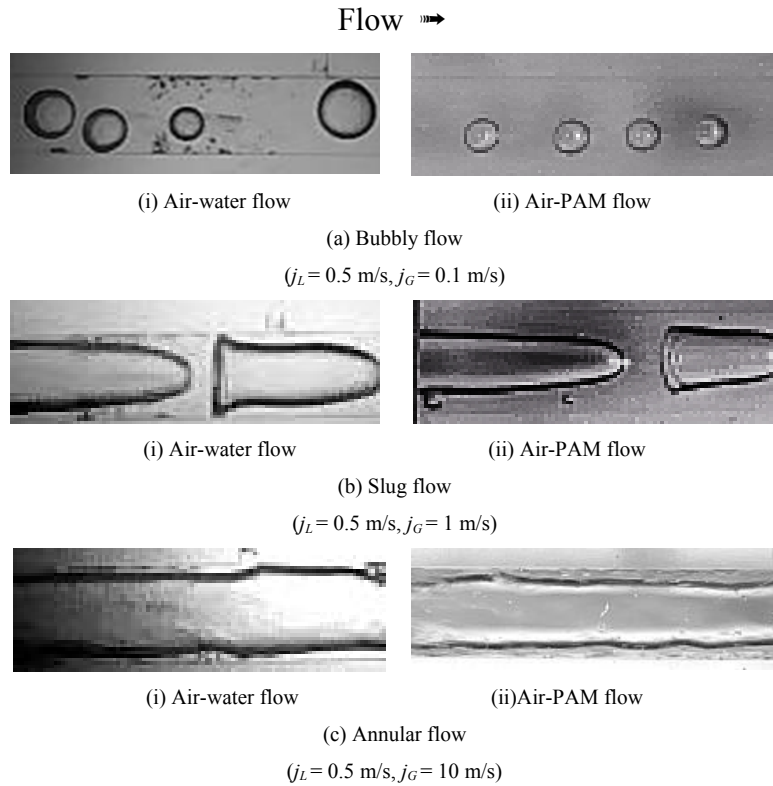 Flow ➠
(i) Air-water flow (ii) Air-PAM flow
(a) Bubbly flow
(jL = 0.5 m/s, jG = 0.1 m/s)
(i) Air-water flow (ii) Air-PAM flow
(b) Slug flow
(jL = 0.5 m/s, jG = 1 m/s)
(i) Air-water flow (ii)Air-PAM flow
(c) Annular flow
(jL = 0.5 m/s, jG = 10 m/s)